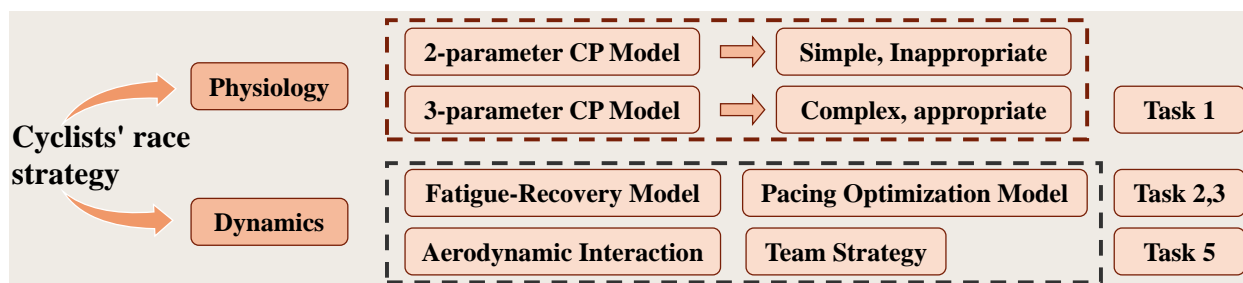 Cyclists' race
strategy
Physiology
2-parameter CP Model
Simple, Inappropriate
3-parameter CP Model
Complex, appropriate
Task 1
Dynamics
Fatigue-Recovery Model
Pacing Optimization Model
Task 2,3
Aerodynamic Interaction
Team Strategy
Task 5